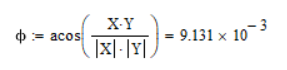 ϕ := acos( X·Y / |X|·|Y| ) = 9.131 × 10⁻³